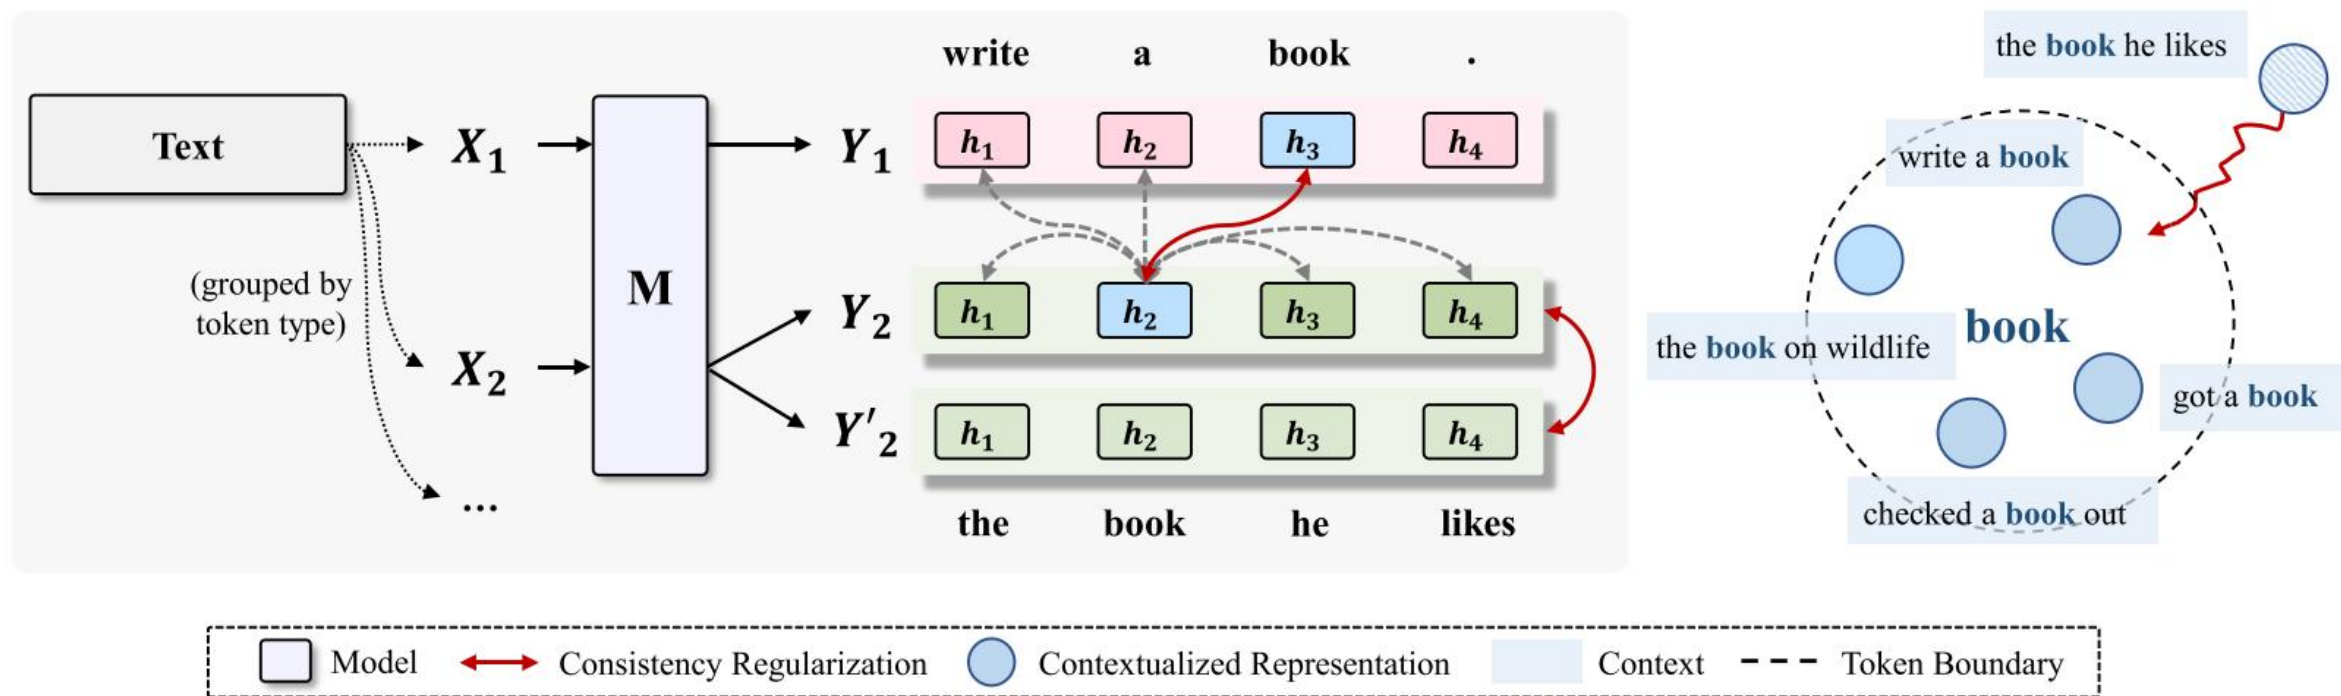 write a book .
Text
X₁
M
Y₁
h₁ h₂ h₃ h₄
(grouped by
token type)
X₂
Y₂
h₁ h₂ h₃ h₄
Y'₂
h₁ h₂ h₃ h₄
...
the book he likes
the book he likes
write a book
book
the book on wildlife
got a book
checked a book out
Model
Consistency Regularization
Contextualized Representation
Context
Token Boundary